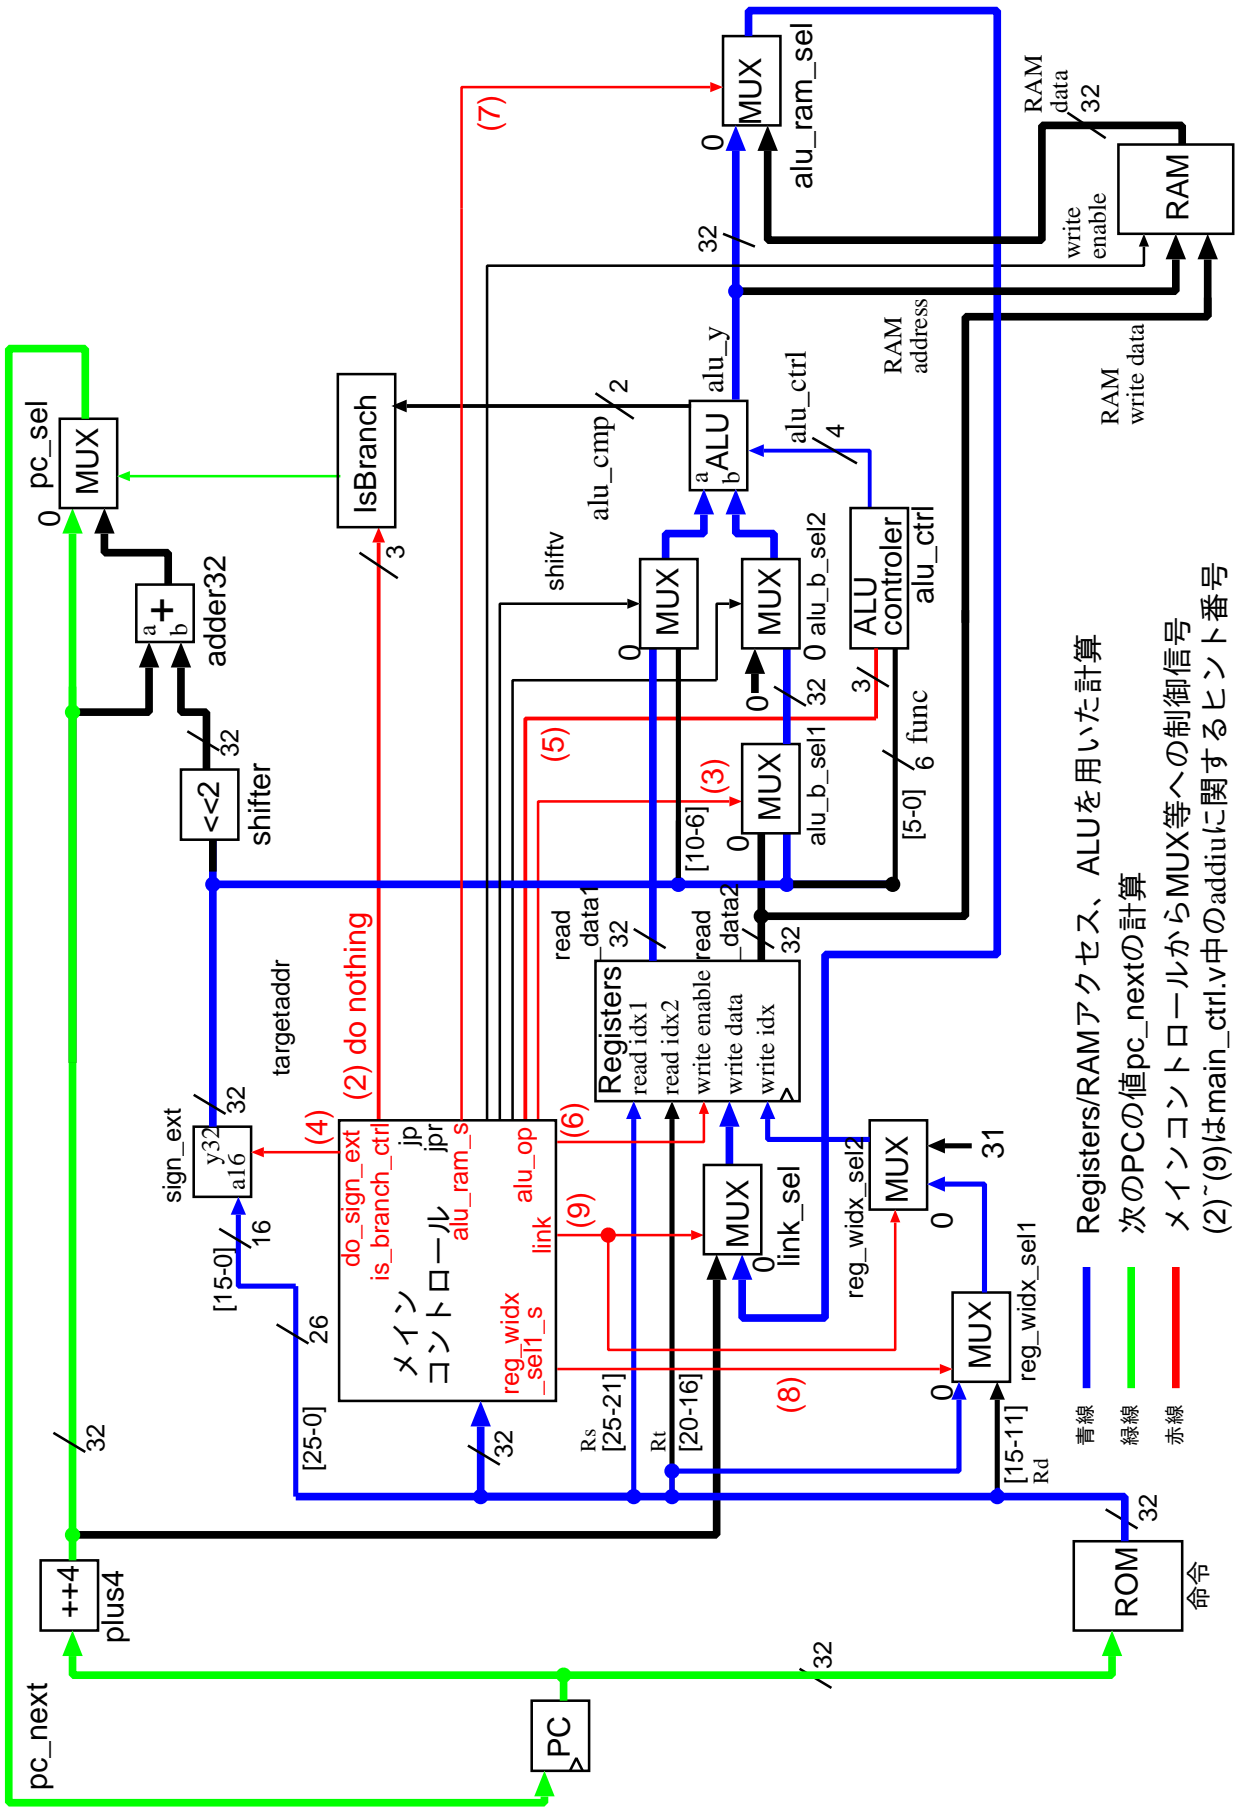 pc_next
++4
plus4
32
PC
32
ROM
命令
32
pc_sel
0
MUX
a
b
+
adder32
32
<<2
shifter
sign_ext
y32
a16
32
[15-0]
16
26
[25-0]
targetaddr
(4)
(2) do nothing
IsBranch
3
do_sign_ext
is_branch_ctrl
jp
jpr
alu_ram_s
alu_op
link
reg_widx
_sel1_s
メイン
コントロール
32
(6)
(9)
(8)
Rs
[25-21]
Rt
[20-16]
[15-11]
Rd
Registers
read idx1
read idx2
write enable
write data
write idx
read
_data1
32
read
_data2
32
MUX
link_sel
0
reg_widx_sel2
MUX
0
31
MUX
0
reg_widx_sel1
[10-6]
(5)
(3)
0
MUX
alu_b_sel1
32
0
shiftv
0
MUX
MUX
0
alu_b_sel2
3
ALU
controler
alu_ctrl
6
func
[5-0]
alu_cmp
2
a
b
ALU
alu_y
alu_ctrl
4
32
(7)
0
MUX
alu_ram_sel
RAM
address
RAM
write data
write
enable
RAM
RAM
data
32
青線
Registers/RAMアクセス、ALUを用いた計算
緑線
次のPCの値pc_nextの計算
赤線
メインコントロールからMUX等への制御信号
(2)~(9)はmain_ctrl.v中のaddiuに関するヒント番号